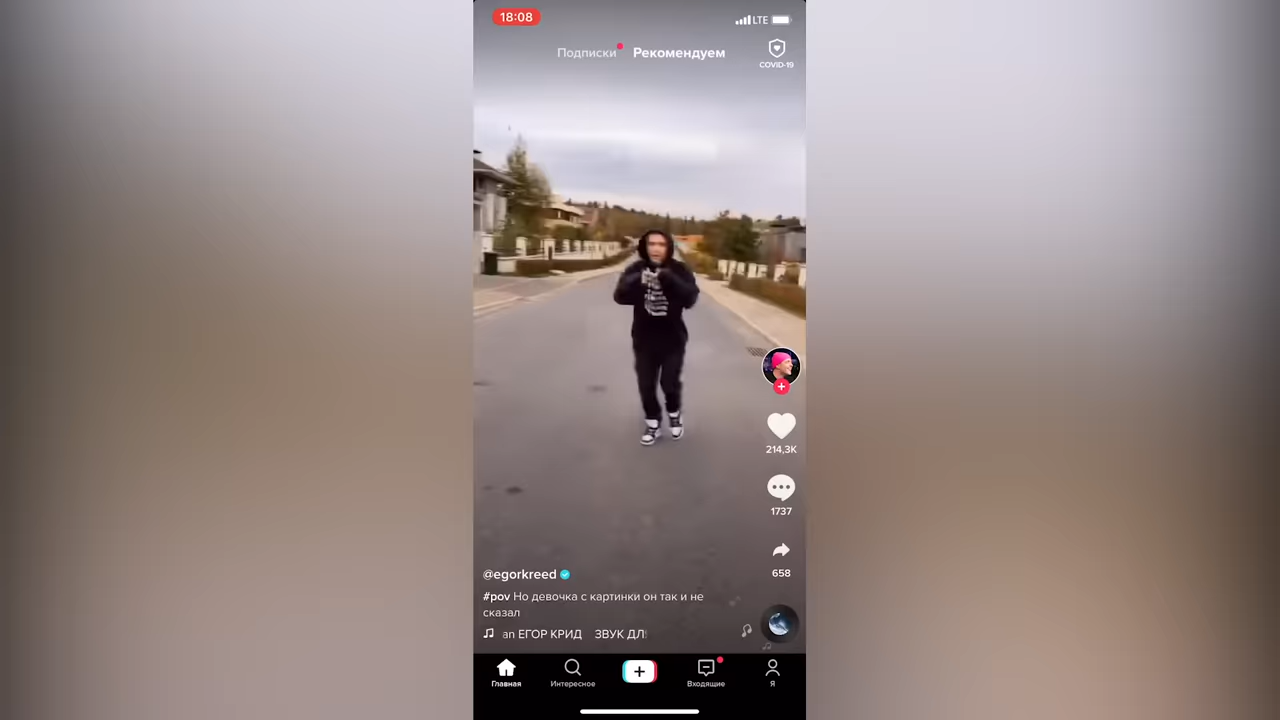 18:08
LTE
Подписки Рекомендуем
COVID-19
214,3K
1737
658
@egorkreed
#pov Но девочка с картинки он так и не
сказал
an ЕГОР КРИД ЗВУК ДЛ
Главная Интересное Входящие Я